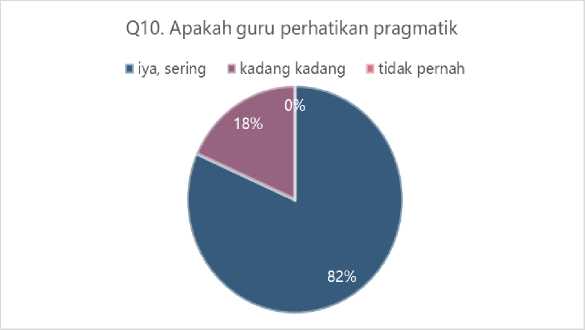 Q10. Apakah guru perhatikan pragmatik
iya, sering kadang kadang tidak pernah
0%
18%
82%